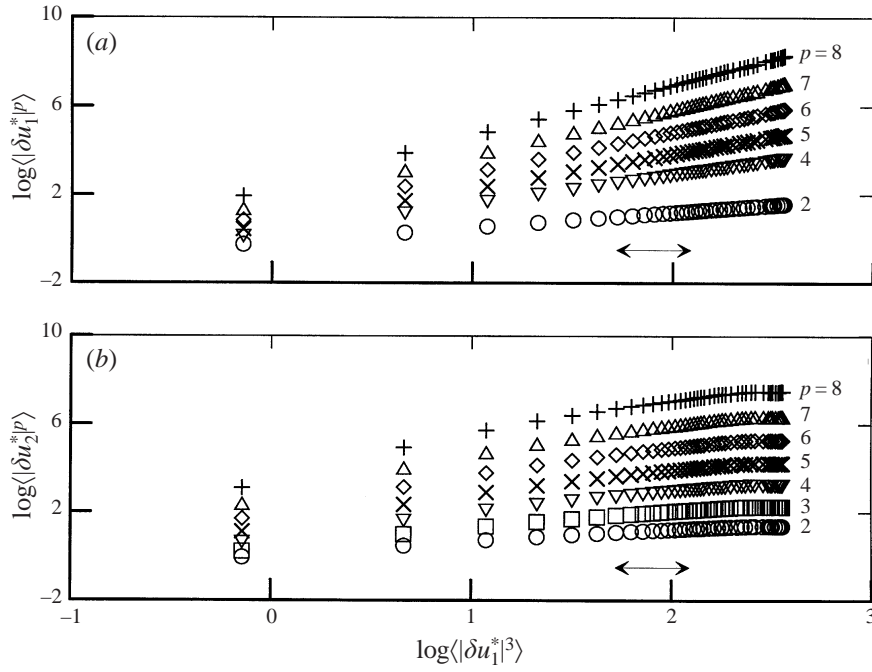 10
(a)
p = 8
7
6
6
5
4
2
2
–2
log⟨|δu₁*|ᵖ⟩
10
(b)
p = 8
7
6
6
5
4
3
2
2
–2
log⟨|δu₂*|ᵖ⟩
–1 0 1 2 3
log⟨|δu₁*|³⟩